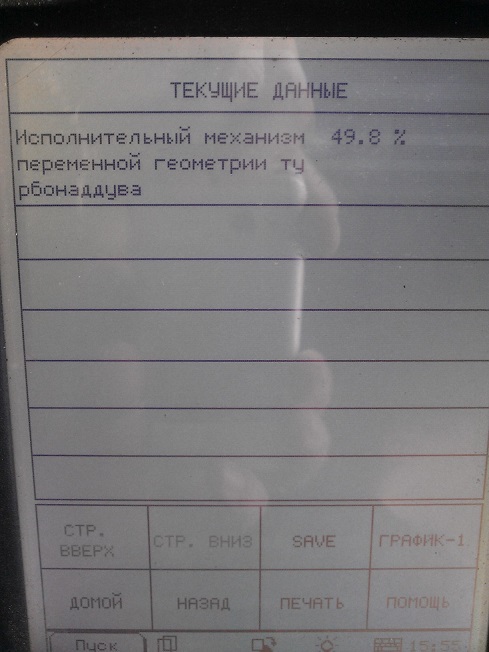 ТЕКУЩИЕ ДАННЫЕ
Исполнительный механизм 49.8 %
переменной геометрии ту
рбонаддува
СТР. ВВЕРХ
СТР. ВНИЗ
SAVE
ГРАФИК-1
ДОМОЙ
НАЗАД
ПЕЧАТЬ
ПОМОЩЬ
Пуск
15:55